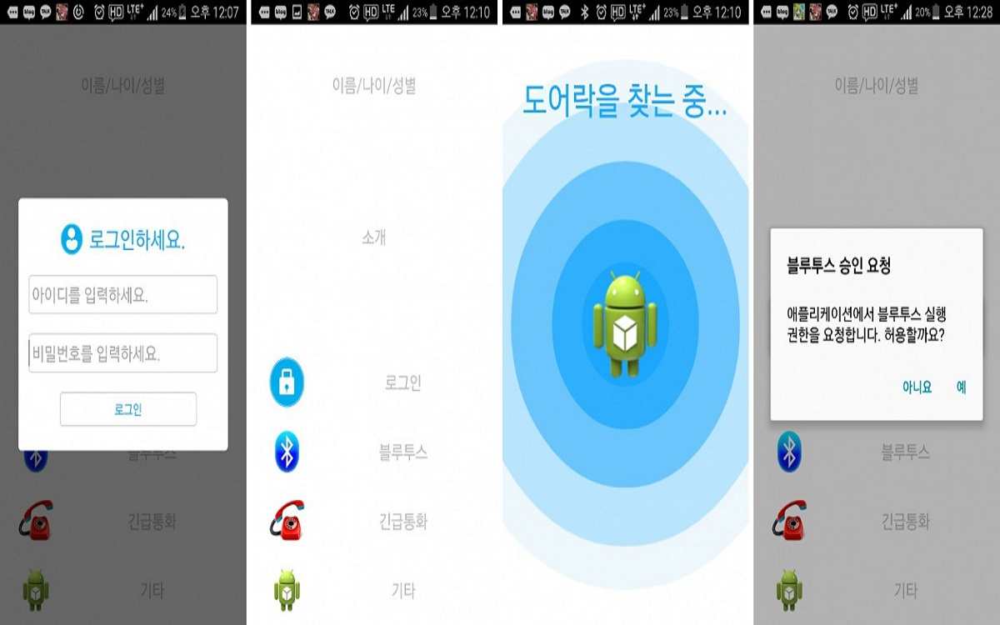 24% 오후 12:07
이름/나이/성별
로그인하세요.
아이디를 입력하세요.
비밀번호를 입력하세요.
로그인
블루투스
긴급통화
기타
blog TALK HD LTE 23% 오후 12:10
이름/나이/성별
소개
로그인
블루투스
긴급통화
기타
blog TALK HD LTE+ 23% 오후 12:10
도어락을 찾는 중...
blog TALK HD LTE+ 20% 오후 12:28
이름/나이/성별
블루투스 승인 요청
애플리케이션에서 블루투스 실행
권한을 요청합니다. 허용할까요?
아니요 예
블루투스
긴급통화
기타